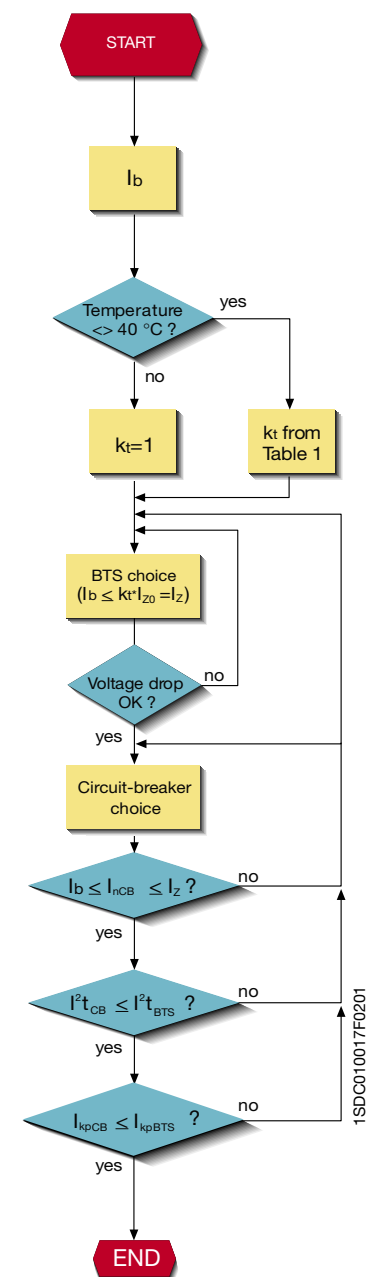 START
Ib
Temperature
<> 40 °C ?
yes
no
kt=1
kt from
Table 1
BTS choice
(Ib ≤ kt*IZ0 =IZ)
Voltage drop
OK ?
no
yes
Circuit-breaker
choice
Ib ≤ InCB ≤ IZ ?
no
yes
I²tCB ≤ I²tBTS ?
no
yes
IkpCB ≤ IkpBTS ?
no
yes
END
1SDC010017F0201